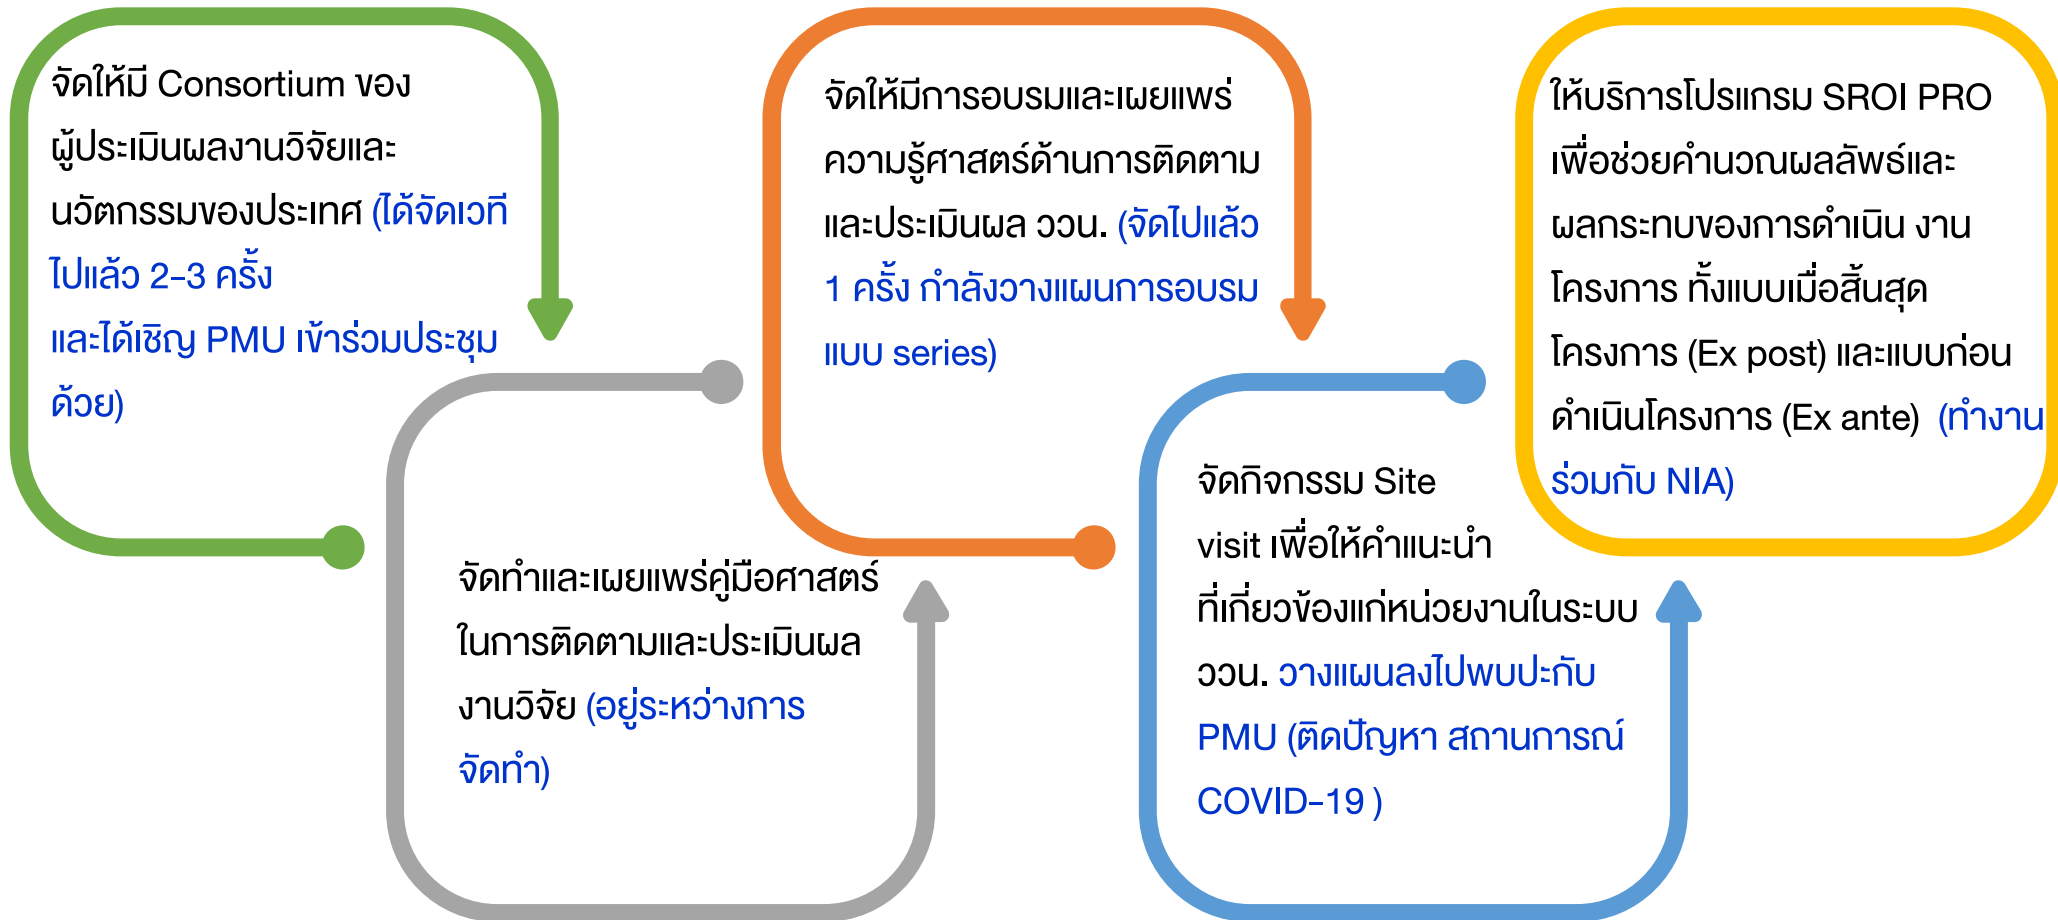 จัดให้มี Consortium ของ
ผู้ประเมินผลงานวิจัยและ
นวัตกรรมของประเทศ (ได้จัดเวที
ไปแล้ว 2-3 ครั้ง
และได้เชิญ PMU เข้าร่วมประชุม
ด้วย)
จัดทำและเผยแพร่คู่มือศาสตร์
ในการติดตามและประเมินผล
งานวิจัย (อยู่ระหว่างการ
จัดทำ)
จัดให้มีการอบรมและเผยแพร่
ความรู้ศาสตร์ด้านการติดตาม
และประเมินผล ววน. (จัดไปแล้ว
1 ครั้ง กำลังวางแผนการอบรม
แบบ series)
จัดกิจกรรม Site
visit เพื่อให้คำแนะนำ
ที่เกี่ยวข้องแก่หน่วยงานในระบบ
ววน. วางแผนลงไปพบปะกับ
PMU (ติดปัญหา สถานการณ์
COVID-19 )
ให้บริการโปรแกรม SROI PRO
เพื่อช่วยคำนวณผลลัพธ์และ
ผลกระทบของการดำเนิน งาน
โครงการ ทั้งแบบเมื่อสิ้นสุด
โครงการ (Ex post) และแบบก่อน
ดำเนินโครงการ (Ex ante) (ทำงาน
ร่วมกับ NIA)